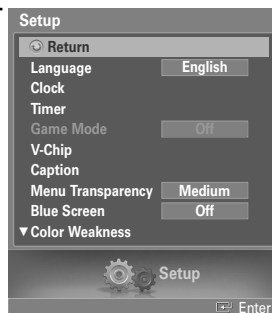 Setup
Return
Language English
Clock
Timer
Game Mode Off
V-Chip
Caption
Menu Transparency Medium
Blue Screen Off
▼ Color Weakness
Setup
Enter